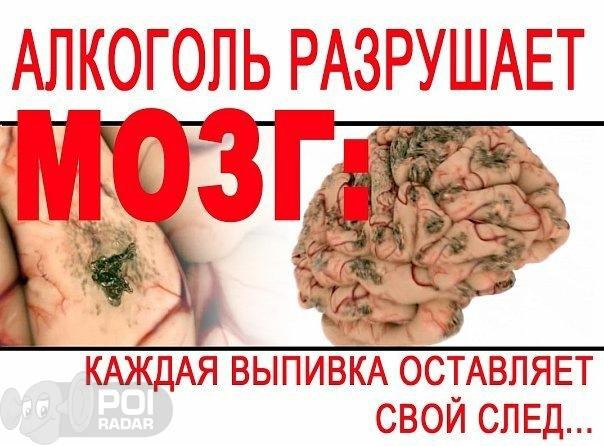 АЛКОГОЛЬ РАЗРУШАЕТ
МОЗГ:
КАЖДАЯ ВЫПИВКА ОСТАВЛЯЕТ
СВОЙ СЛЕД...
POI
RADAR